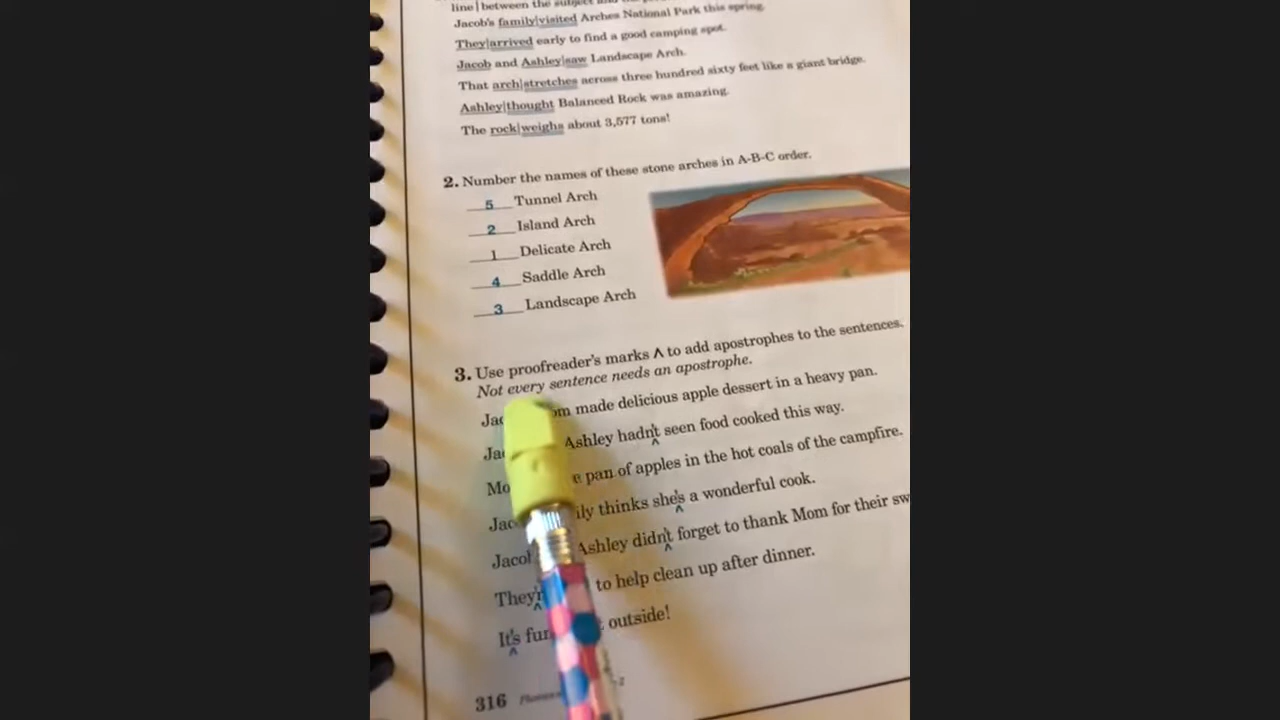 line|between the subject
Jacob's family|visited Arches National Park this spring.
They|arrived early to find a good camping spot.
Jacob and Ashley|saw Landscape Arch.
That arch|stretches across three hundred sixty feet like a giant bridge.
Ashley|thought Balanced Rock was amazing.
The rock|weighs about 3,577 tons!
2. Number the names of these stone arches in A-B-C order.
5 Tunnel Arch
2 Island Arch
1 Delicate Arch
4 Saddle Arch
3 Landscape Arch
3. Use proofreader's marks ^ to add apostrophes to the sentences.
Not every sentence needs an apostrophe.
made delicious apple dessert in a heavy pan.
Ashley hadn't seen food cooked this way.
pan of apples in the hot coals of the campfire.
thinks she's a wonderful cook.
Ashley didn't forget to thank Mom for their
to help clean up after dinner.
It's outside!
316